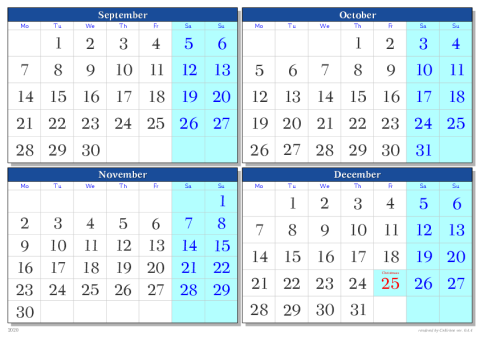 September
Mo Tu We Th Fr Sa Su
1 2 3 4 5 6
7 8 9 10 11 12 13
14 15 16 17 18 19 20
21 22 23 24 25 26 27
28 29 30
October
Mo Tu We Th Fr Sa Su
1 2 3 4
5 6 7 8 9 10 11
12 13 14 15 16 17 18
19 20 21 22 23 24 25
26 27 28 29 30 31
November
Mo Tu We Th Fr Sa Su
1
2 3 4 5 6 7 8
9 10 11 12 13 14 15
16 17 18 19 20 21 22
23 24 25 26 27 28 29
30
December
Mo Tu We Th Fr Sa Su
1 2 3 4 5 6
7 8 9 10 11 12 13
14 15 16 17 18 19 20
Christmas
21 22 23 24 25 26 27
28 29 30 31
created by